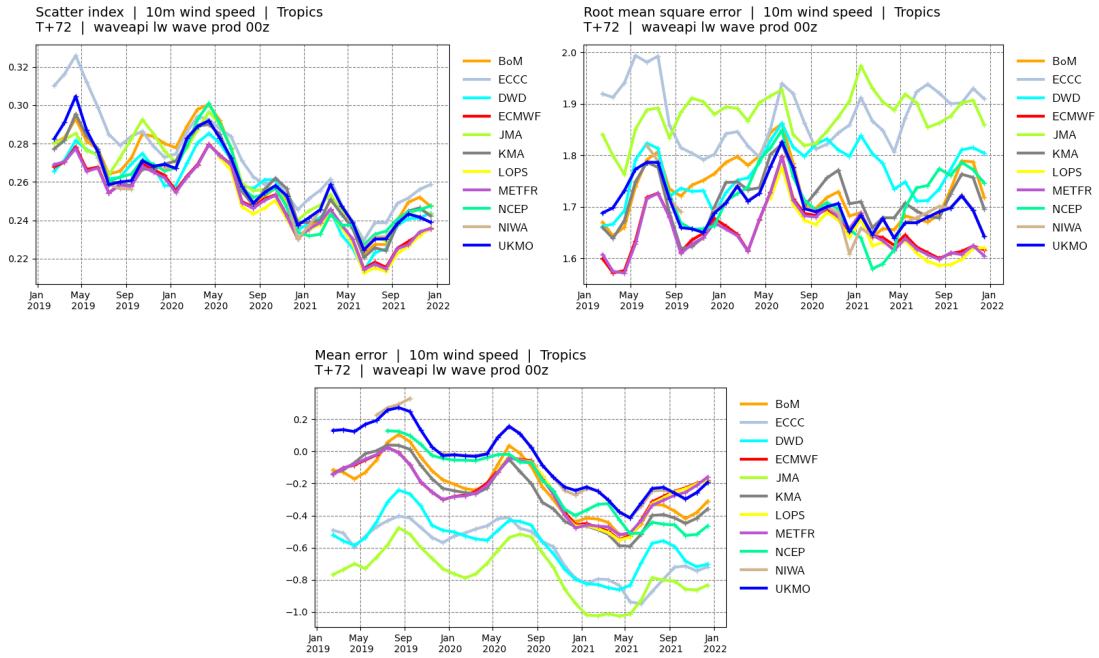 Scatter index | 10m wind speed | Tropics
T+72 | waveapi lw wave prod 00z
0.32
0.30
0.28
0.26
0.24
0.22
Jan 2019
May 2019
Sep 2019
Jan 2020
May 2020
Sep 2020
Jan 2021
May 2021
Sep 2021
Jan 2022
BoM
ECCC
DWD
ECMWF
JMA
KMA
LOPS
METFR
NCEP
NIWA
UKMO
Root mean square error | 10m wind speed | Tropics
T+72 | waveapi lw wave prod 00z
2.0
1.9
1.8
1.7
1.6
Jan 2019
May 2019
Sep 2019
Jan 2020
May 2020
Sep 2020
Jan 2021
May 2021
Sep 2021
Jan 2022
BoM
ECCC
DWD
ECMWF
JMA
KMA
LOPS
METFR
NCEP
NIWA
UKMO
Mean error | 10m wind speed | Tropics
T+72 | waveapi lw wave prod 00z
0.2
0.0
−0.2
−0.4
−0.6
−0.8
−1.0
Jan 2019
May 2019
Sep 2019
Jan 2020
May 2020
Sep 2020
Jan 2021
May 2021
Sep 2021
Jan 2022
BoM
ECCC
DWD
ECMWF
JMA
KMA
LOPS
METFR
NCEP
NIWA
UKMO